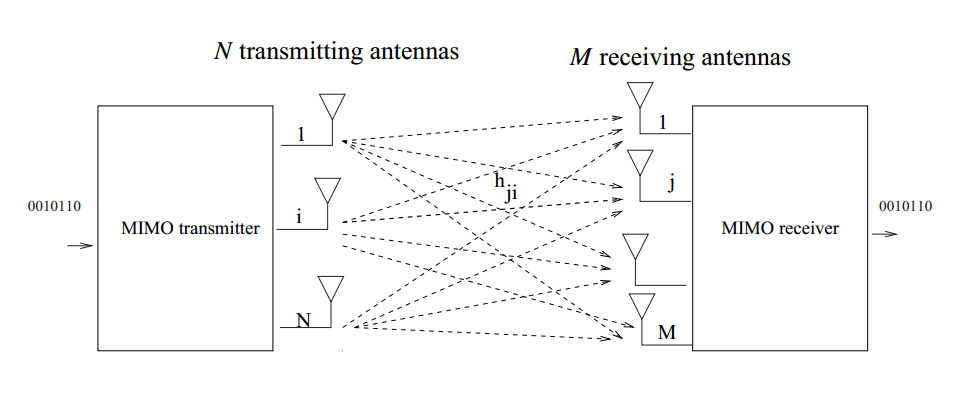 N transmitting antennas
M receiving antennas
1
1
h
ji
j
i
0010110
0010110
MIMO transmitter
MIMO receiver
N
M